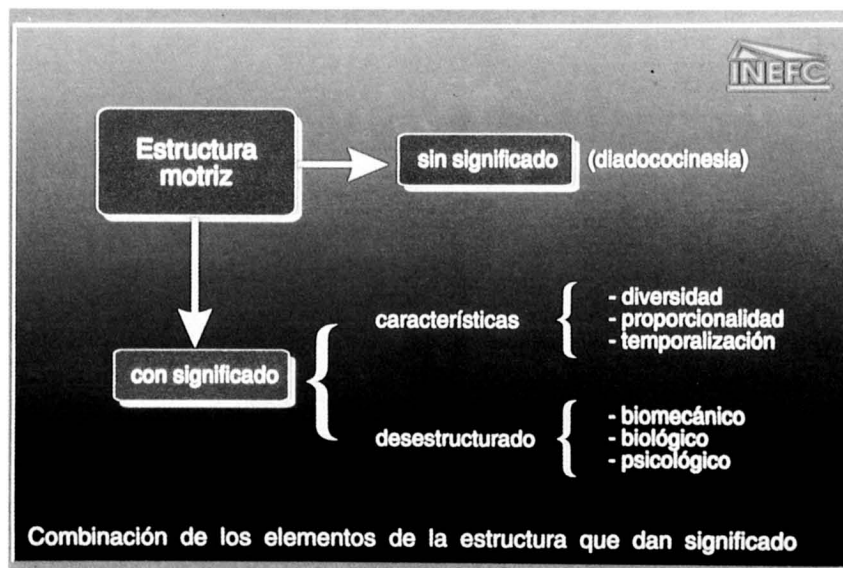 INEFC
Estructura
motriz
sin significado
(diadococinesia)
características
- diversidad
- proporcionalidad
- temporalización
con significado
desestructurado
- biomecánico
- biológico
- psicológico
Combinación de los elementos de la estructura que dan significado